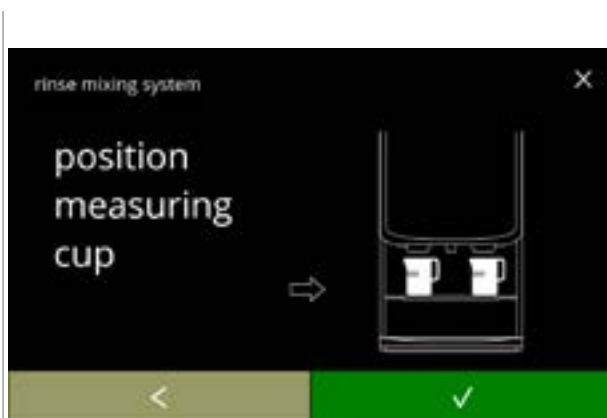 rinse mixing system
position
measuring
cup